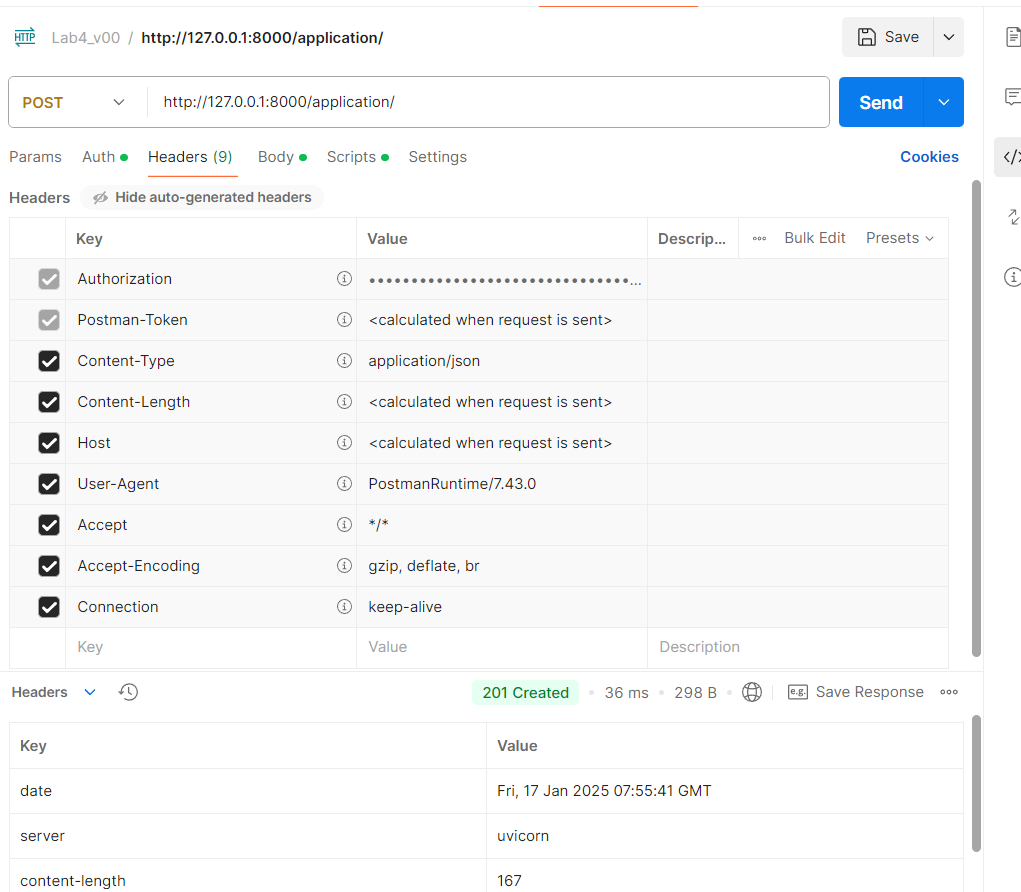 HTTP Lab4_v00 / http://127.0.0.1:8000/application/ Save
POST http://127.0.0.1:8000/application/ Send
Params Auth Headers (9) Body Scripts Settings Cookies
Headers Hide auto-generated headers
Key Value Descrip... Bulk Edit Presets
Authorization ••••••••••••••••••••••••••••••...
Postman-Token <calculated when request is sent>
Content-Type application/json
Content-Length <calculated when request is sent>
Host <calculated when request is sent>
User-Agent PostmanRuntime/7.43.0
Accept */*
Accept-Encoding gzip, deflate, br
Connection keep-alive
Key Value Description
Headers 201 Created • 36 ms • 298 B • e.g. Save Response
Key Value
date Fri, 17 Jan 2025 07:55:41 GMT
server uvicorn
content-length 167